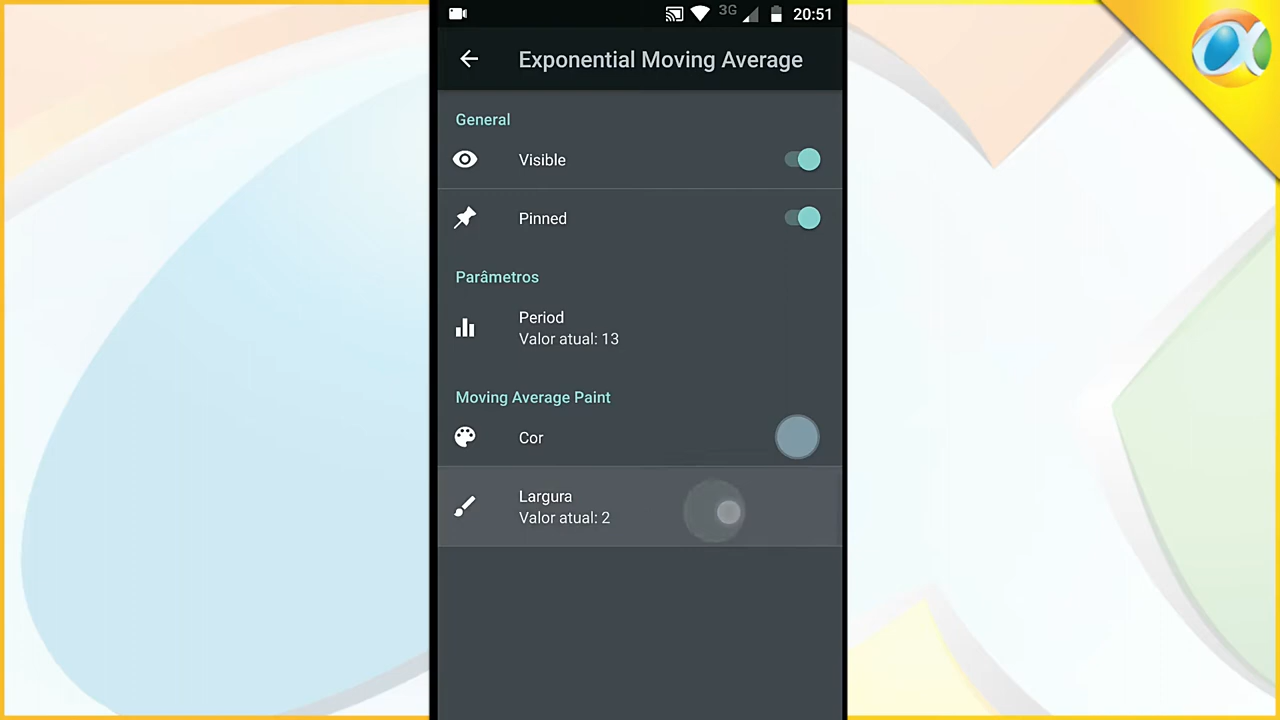 3G 20:51
Exponential Moving Average
General
Visible
Pinned
Parâmetros
Period
Valor atual: 13
Moving Average Paint
Cor
Largura
Valor atual: 2